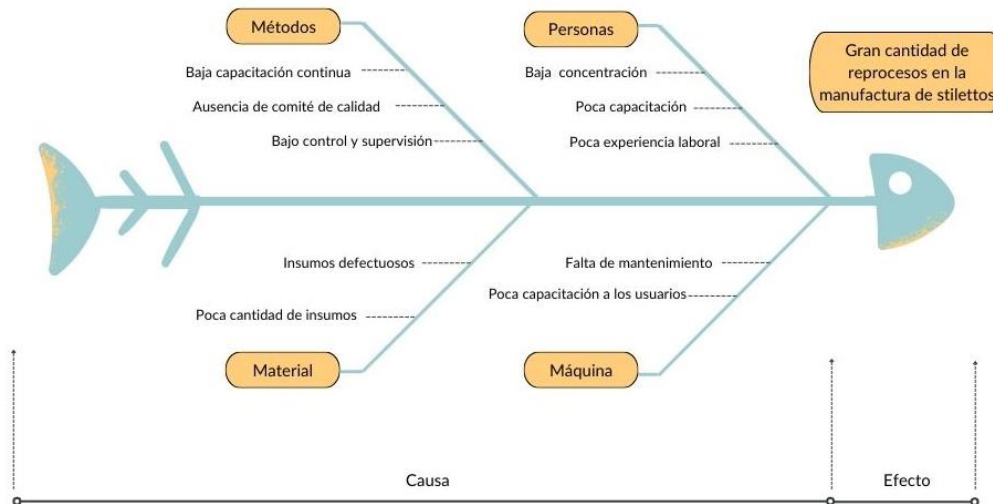 Métodos
Baja capacitación continua
Ausencia de comité de calidad
Bajo control y supervisión
Personas
Baja concentración
Poca capacitación
Poca experiencia laboral
Gran cantidad de
reprocesos en la
manufactura de stilettos
Insumos defectuosos
Poca cantidad de insumos
Material
Falta de mantenimiento
Poca capacitación a los usuarios
Máquina
Causa
Efecto